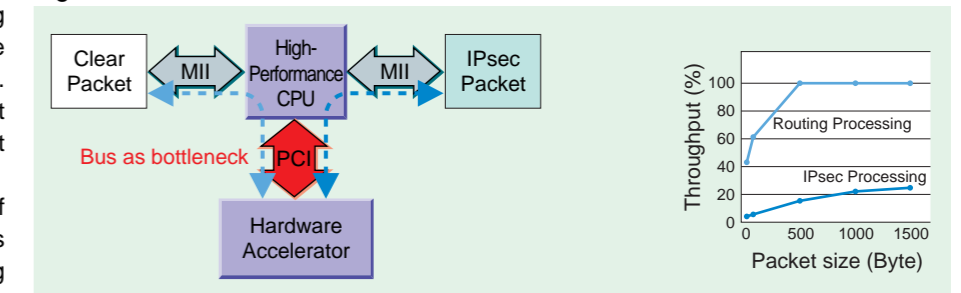 Clear
Packet
MII
High-
Performance
CPU
MII
IPsec
Packet
Bus as bottleneck
PCI
Hardware
Accelerator
Throughput (%)
100
80
60
40
20
0
Routing Processing
IPsec Processing
0 500 1000 1500
Packet size (Byte)